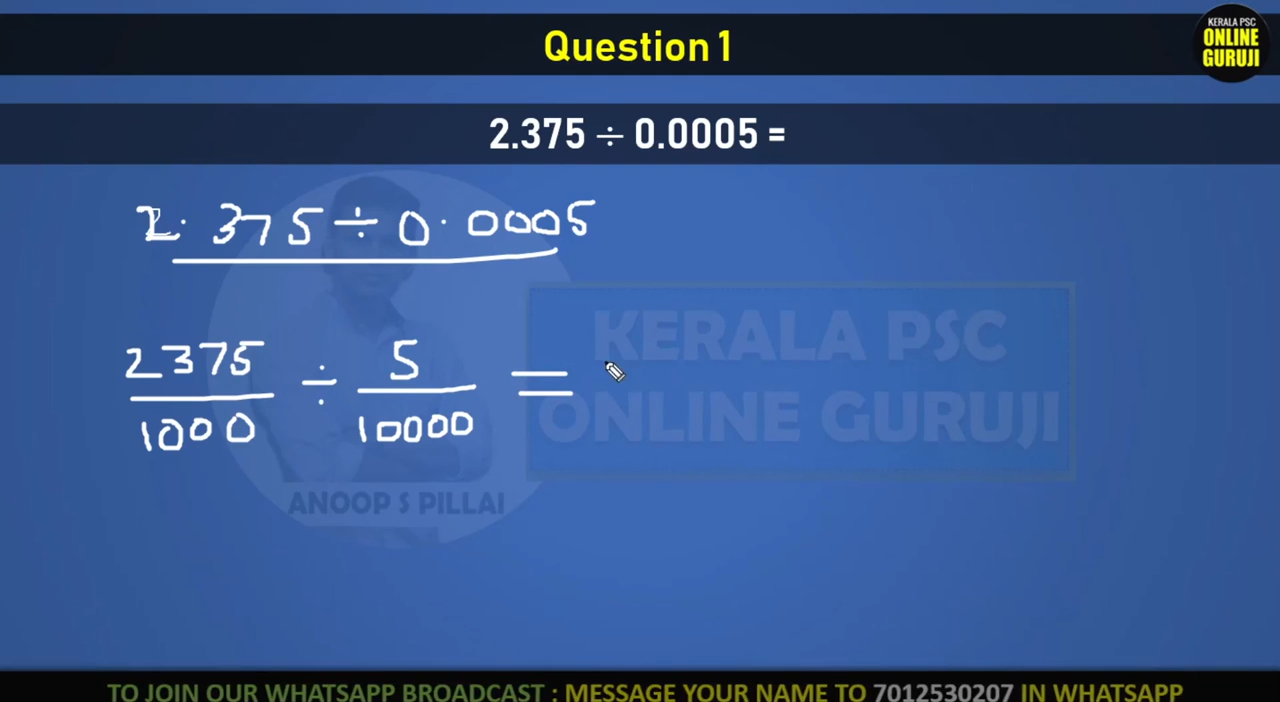 Question 1
KERALA PSC
ONLINE
GURUJI
2.375 ÷ 0.0005 =
2.375 ÷ 0.0005
2375/1000 ÷ 5/10000 =
KERALA PSC
ONLINE GURUJI
ANOOP S PILLAI
TO JOIN OUR WHATSAPP BROADCAST : MESSAGE YOUR NAME TO 7012530207 IN WHATSAPP